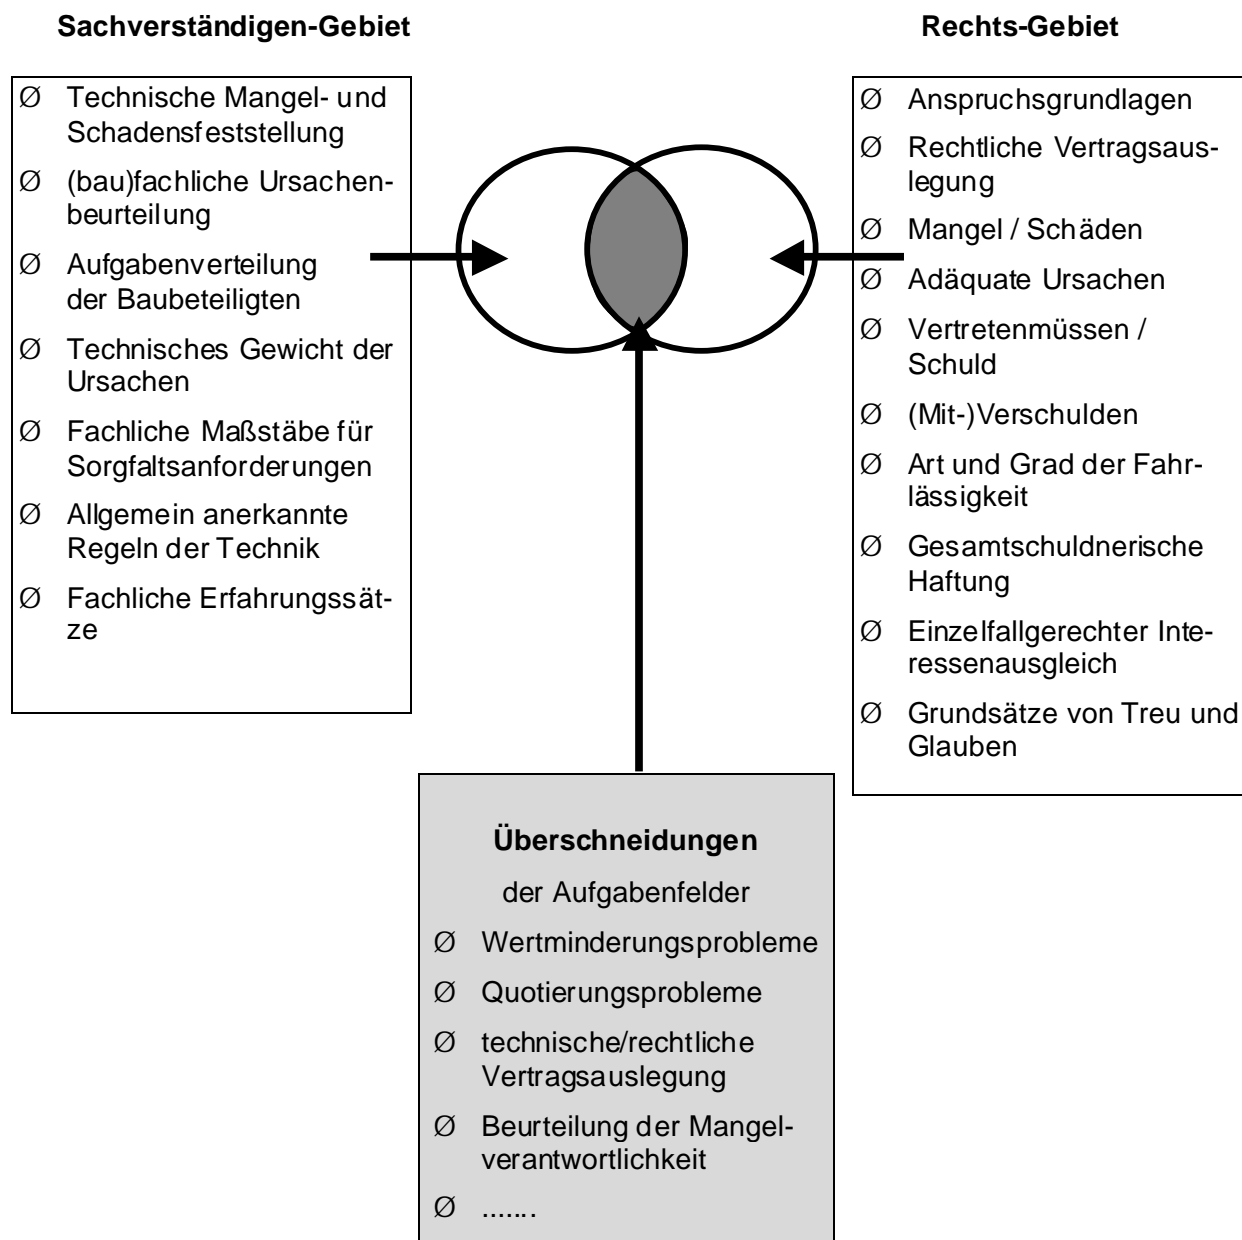 Sachverständigen-Gebiet
Ø Technische Mangel- und
Schadensfeststellung
Ø (bau)fachliche Ursachen-
beurteilung
Ø Aufgabenverteilung
der Baubeteiligten
Ø Technisches Gewicht der
Ursachen
Ø Fachliche Maßstäbe für
Sorgfaltsanforderungen
Ø Allgemein anerkannte
Regeln der Technik
Ø Fachliche Erfahrungssät-
ze
Rechts-Gebiet
Ø Anspruchsgrundlagen
Ø Rechtliche Vertragsaus-
legung
Ø Mangel / Schäden
Ø Adäquate Ursachen
Ø Vertretenmüssen /
Schuld
Ø (Mit-)Verschulden
Ø Art und Grad der Fahr-
lässigkeit
Ø Gesamtschuldnerische
Haftung
Ø Einzelfallgerechter Inte-
ressenausgleich
Ø Grundsätze von Treu und
Glauben
Überschneidungen
der Aufgabenfelder
Ø Wertminderungsprobleme
Ø Quotierungsprobleme
Ø technische/rechtliche
Vertragsauslegung
Ø Beurteilung der Mangel-
verantwortlichkeit
Ø .......